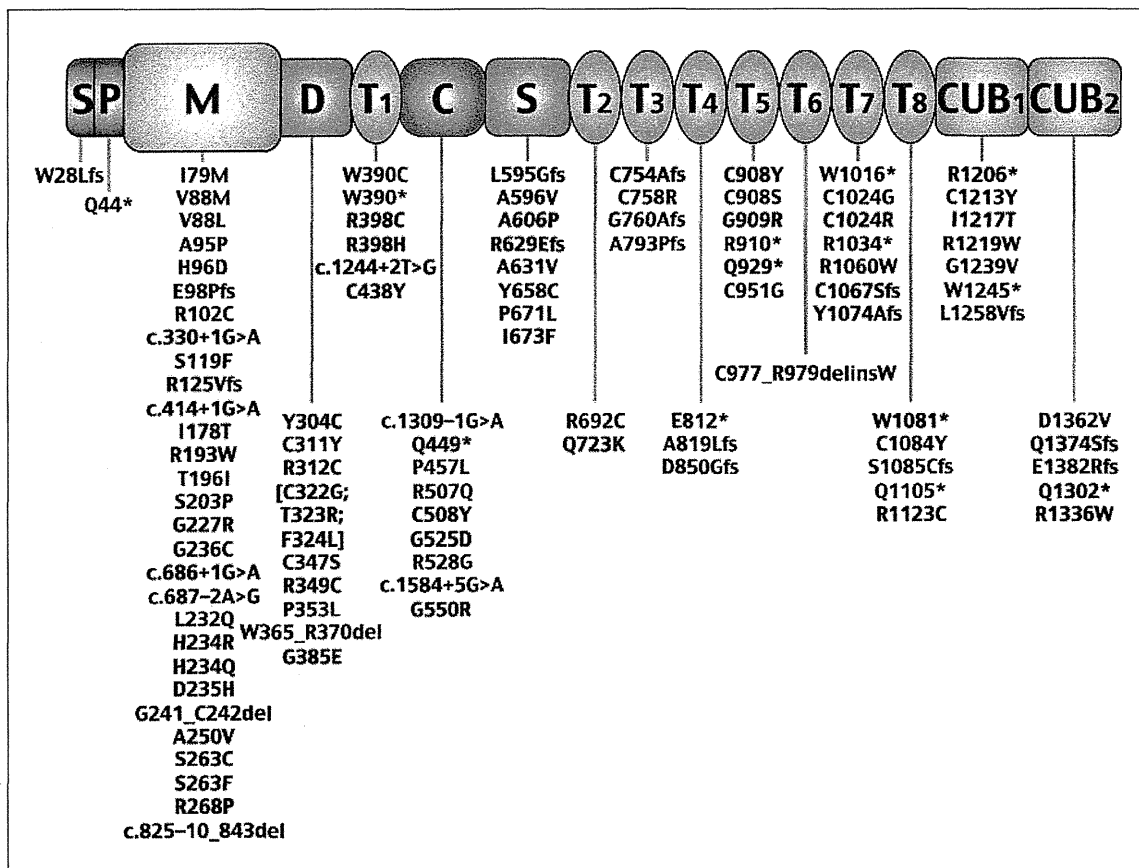 S P M D T1 C S T2 T3 T4 T5 T6 T7 T8 CUB1 CUB2
W28Lfs
Q44*
I79M
V88M
V88L
A95P
H96D
E98Pfs
R102C
c.330+1G>A
S119F
R125Vfs
c.414+1G>A
I178T
R193W
T196I
S203P
G227R
G236C
c.686+1G>A
c.687–2A>G
L232Q
H234R
H234Q
D235H
G241_C242del
A250V
S263C
S263F
R268P
c.825–10_843del
Y304C
C311Y
R312C
[C322G;
T323R;
F324L]
C347S
R349C
P353L
W365_R370del
G385E
W390C
W390*
R398C
R398H
c.1244+2T>G
C438Y
c.1309–1G>A
Q449*
P457L
R507Q
C508Y
G525D
R528G
c.1584+5G>A
G550R
L595Gfs
A596V
A606P
R629Efs
A631V
Y658C
P671L
I673F
R692C
Q723K
C754Afs
C758R
G760Afs
A793Pfs
E812*
A819Lfs
D850Gfs
C908Y
C908S
G909R
R910*
Q929*
C951G
C977_R979delinsW
W1016*
C1024G
C1024R
R1034*
R1060W
C1067Sfs
Y1074Afs
W1081*
C1084Y
S1085Cfs
Q1105*
R1123C
R1206*
C1213Y
I1217T
R1219W
G1239V
W1245*
L1258Vfs
D1362V
Q1374Sfs
E1382Rfs
Q1302*
R1336W